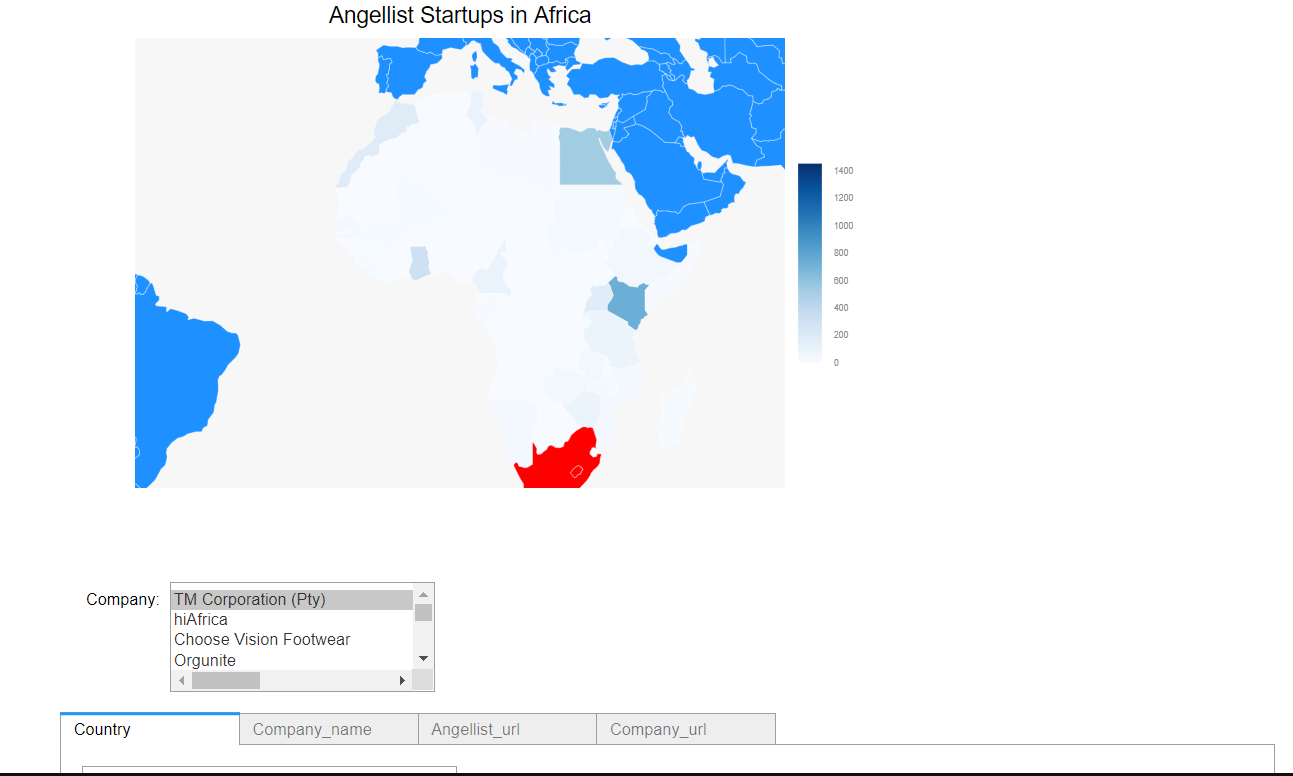 Angellist Startups in Africa
1400
1200
1000
800
600
400
200
0
Company:
TM Corporation (Pty)
hiAfrica
Choose Vision Footwear
Orgunite
Country Company_name Angellist_url Company_url